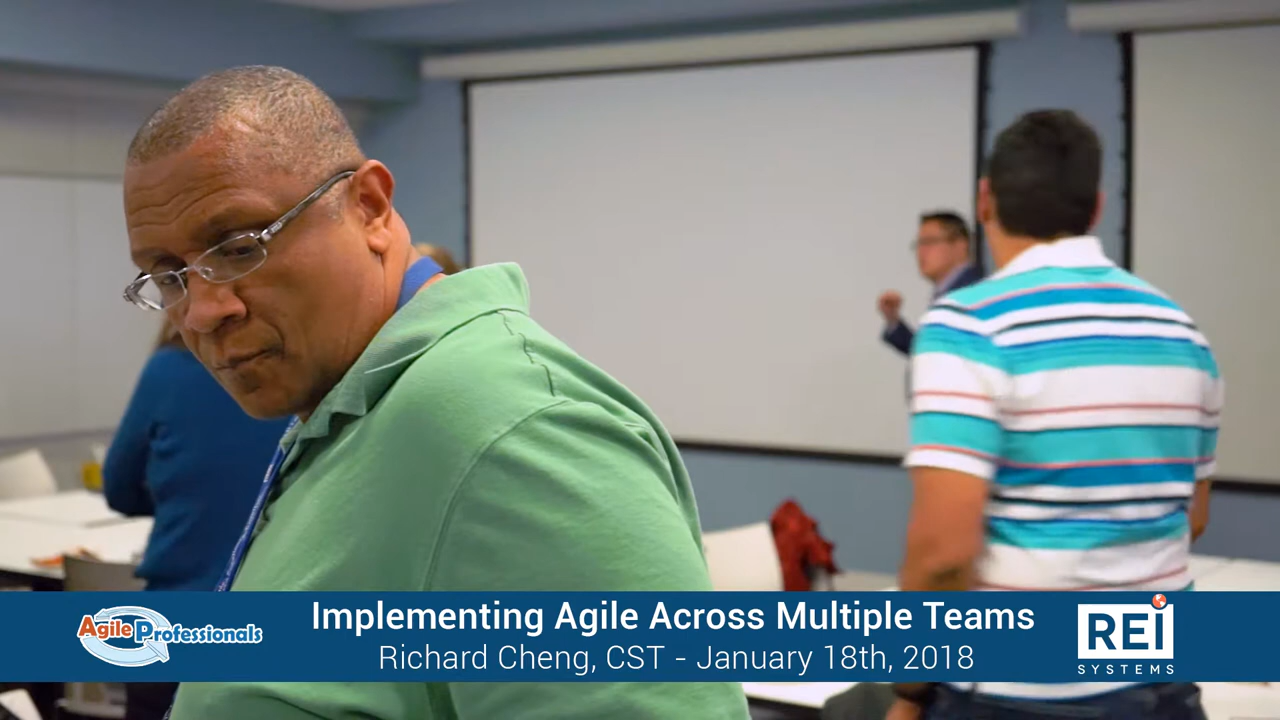 Agile Professionals
Implementing Agile Across Multiple Teams
Richard Cheng, CST - January 18th, 2018
REI
SYSTEMS